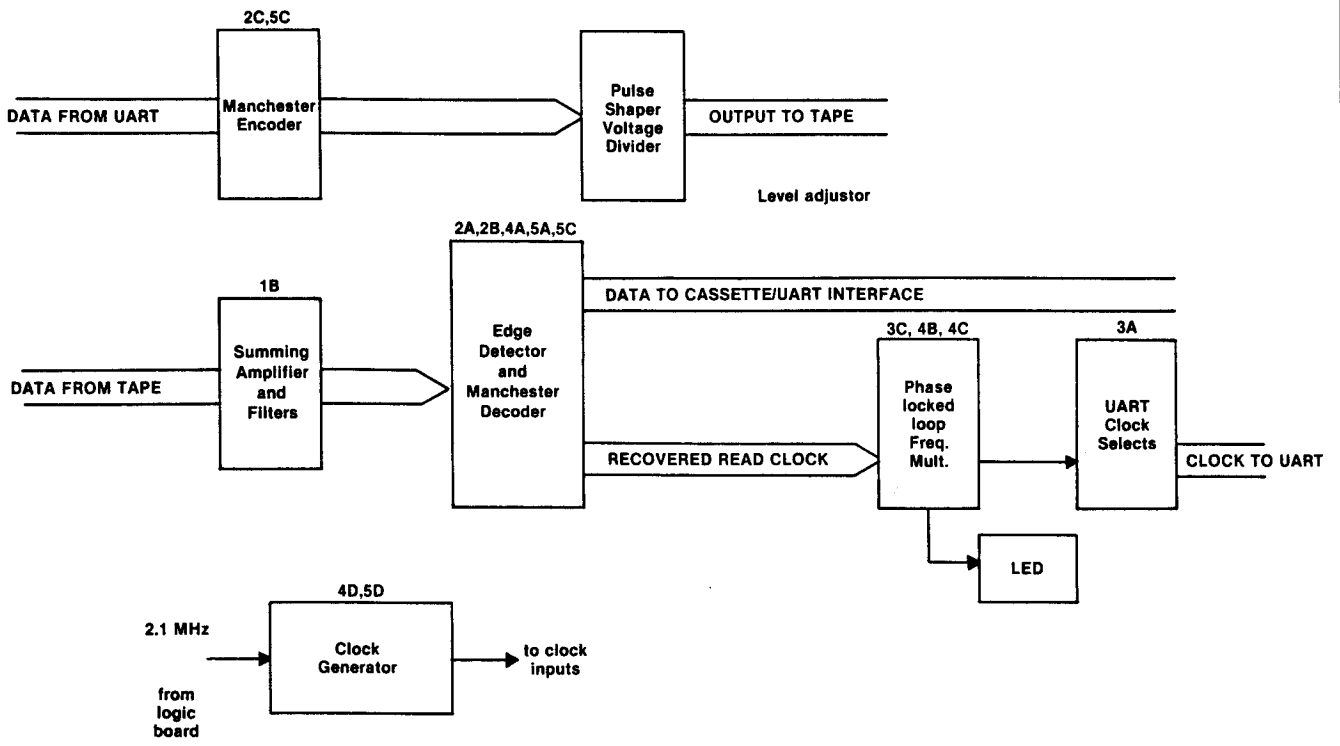 2C,5C
DATA FROM UART
Manchester
Encoder
Pulse
Shaper
Voltage
Divider
OUTPUT TO TAPE
Level adjustor
2A,2B,4A,5A,5C
1B
DATA FROM TAPE
Summing
Amplifier
and
Filters
Edge
Detector
and
Manchester
Decoder
DATA TO CASSETTE/UART INTERFACE
RECOVERED READ CLOCK
3C, 4B, 4C
Phase
locked
loop
Freq.
Mult.
3A
UART
Clock
Selects
CLOCK TO UART
LED
4D,5D
2.1 MHz
from
logic
board
Clock
Generator
to clock
inputs